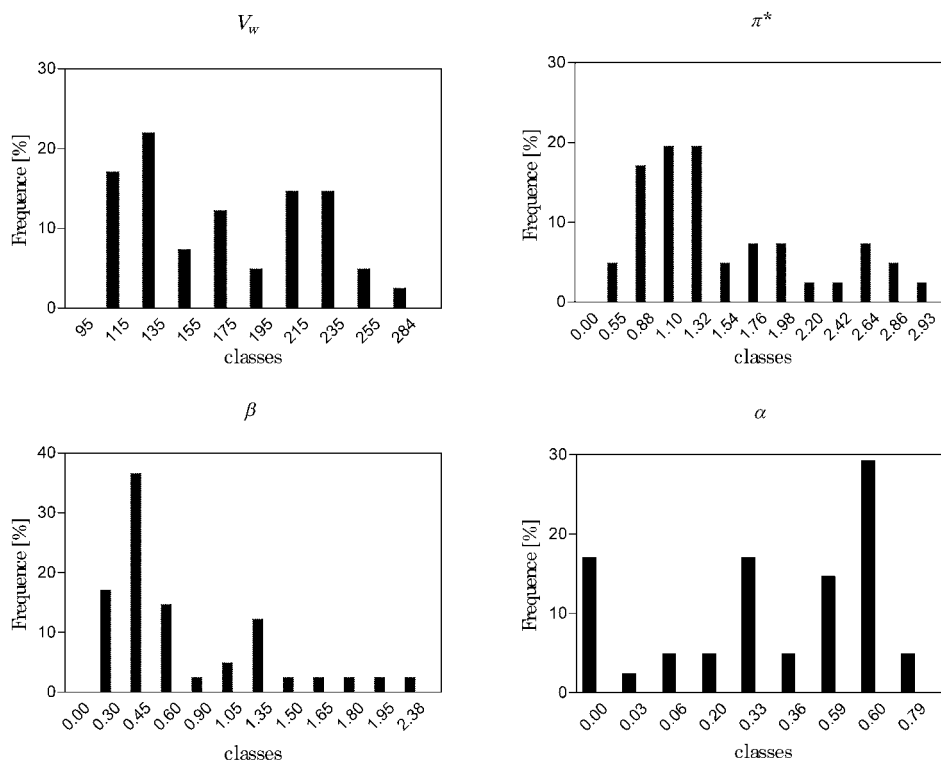 V_w
Frequence [%]
30
20
10
0
95 115 135 155 175 195 215 235 255 284
classes
π*
Frequence [%]
30
20
10
0
0.00 0.55 0.88 1.10 1.32 1.54 1.76 1.98 2.20 2.42 2.64 2.86 2.93
classes
β
Frequence [%]
40
30
20
10
0
0.00 0.30 0.45 0.60 0.90 1.05 1.35 1.50 1.65 1.80 1.95 2.38
classes
α
Frequence [%]
30
20
10
0
0.00 0.03 0.06 0.20 0.33 0.36 0.59 0.60 0.79
classes